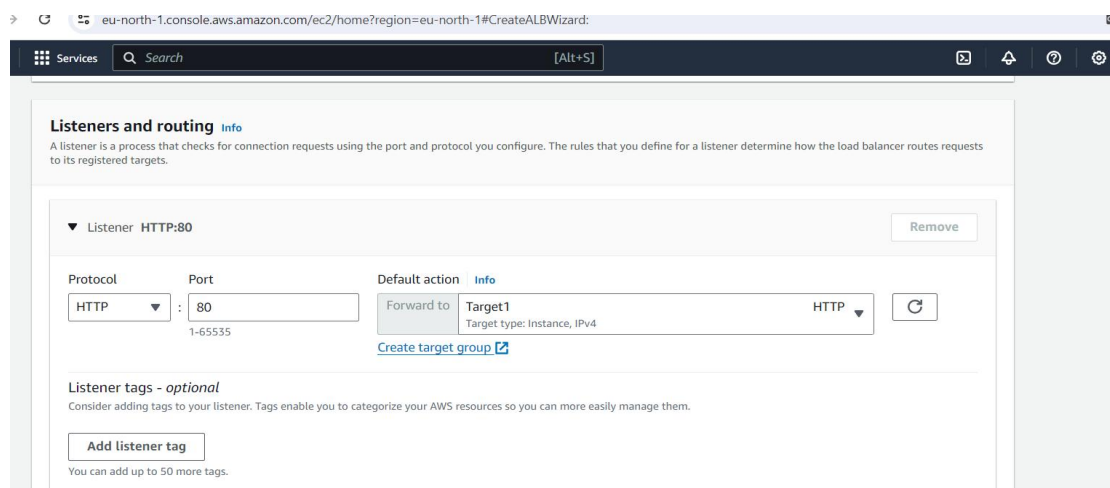 eu-north-1.console.aws.amazon.com/ec2/home?region=eu-north-1#CreateALBWizard:
Services Search [Alt+S]
Listeners and routing Info
A listener is a process that checks for connection requests using the port and protocol you configure. The rules that you define for a listener determine how the load balancer routes requests
to its registered targets.
Listener HTTP:80 Remove
Protocol Port Default action Info
HTTP : 80 Forward to Target1 HTTP
Target type: Instance, IPv4
1-65535
Create target group
Listener tags - optional
Consider adding tags to your listener. Tags enable you to categorize your AWS resources so you can more easily manage them.
Add listener tag
You can add up to 50 more tags.